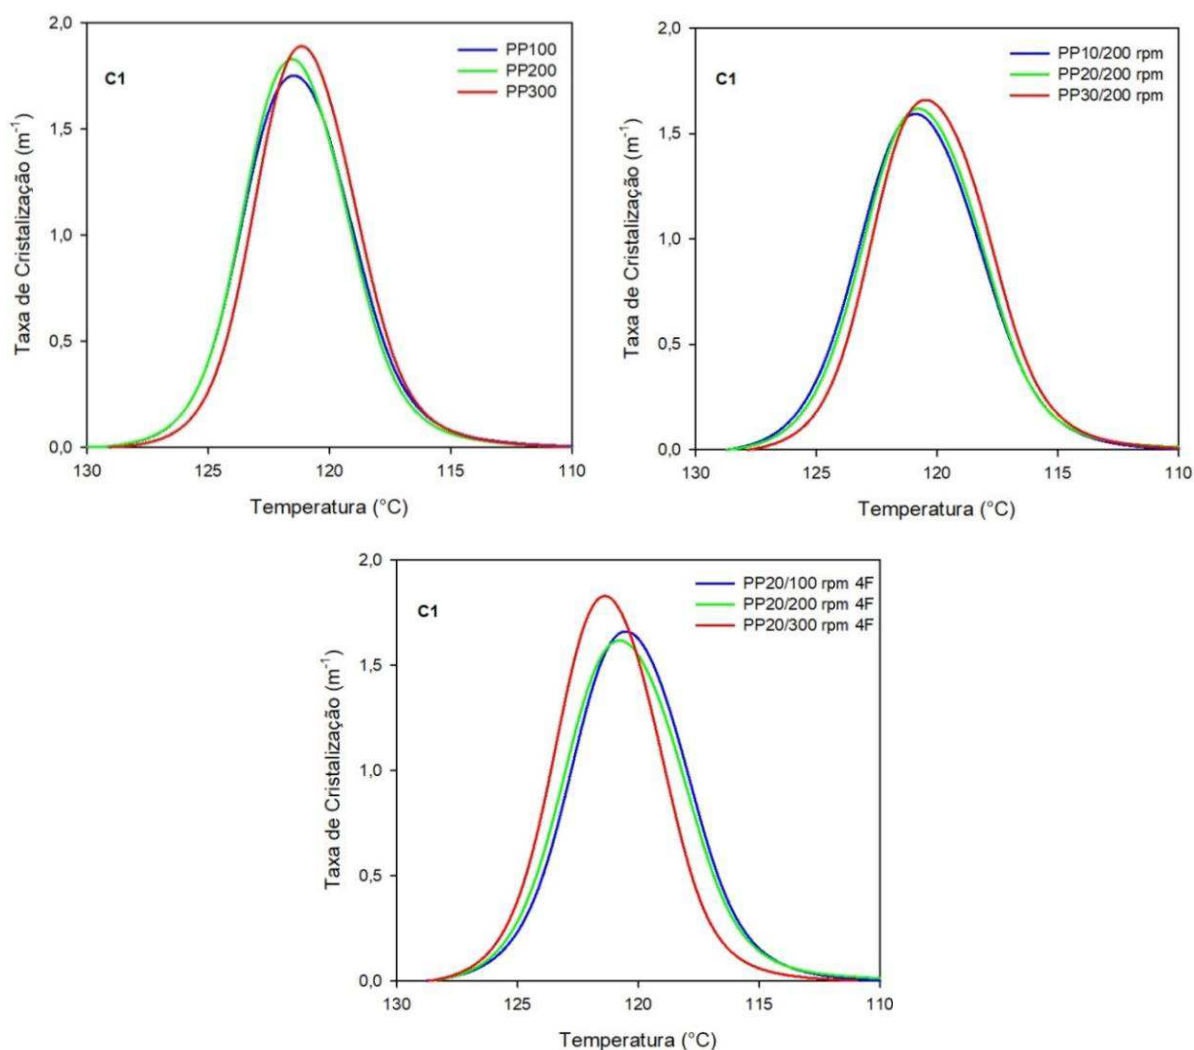 2,0
1,5
1,0
0,5
0,0
Taxa de Cristalização (m⁻¹)
C1
PP100
PP200
PP300
130 125 120 115 110
Temperatura (°C)
2,0
1,5
1,0
0,5
0,0
Taxa de Cristalização (m⁻¹)
C1
PP10/200 rpm
PP20/200 rpm
PP30/200 rpm
130 125 120 115 110
Temperatura (°C)
2,0
1,5
1,0
0,5
0,0
Taxa de Cristalização (m⁻¹)
C1
PP20/100 rpm 4F
PP20/200 rpm 4F
PP20/300 rpm 4F
130 125 120 115 110
Temperatura (°C)